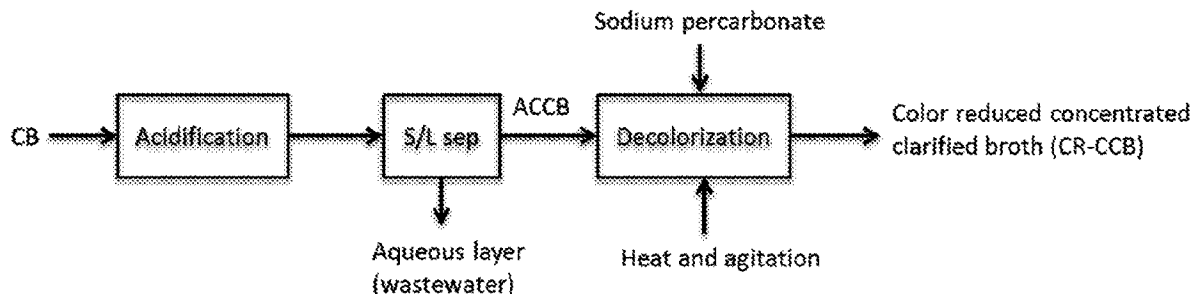 Sodium percarbonate
CB
Acidification
S/L sep
ACCB
Decolorization
Color reduced concentrated
clarified broth (CR-CCB)
Aqueous layer
(wastewater)
Heat and agitation